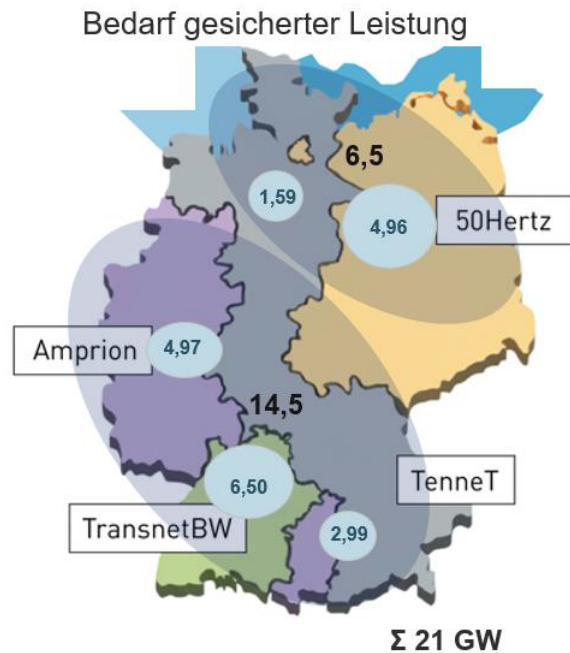 Bedarf gesicherter Leistung
6,5
1,59
4,96
50Hertz
Amprion
4,97
14,5
6,50
TenneT
TransnetBW
2,99
Σ 21 GW